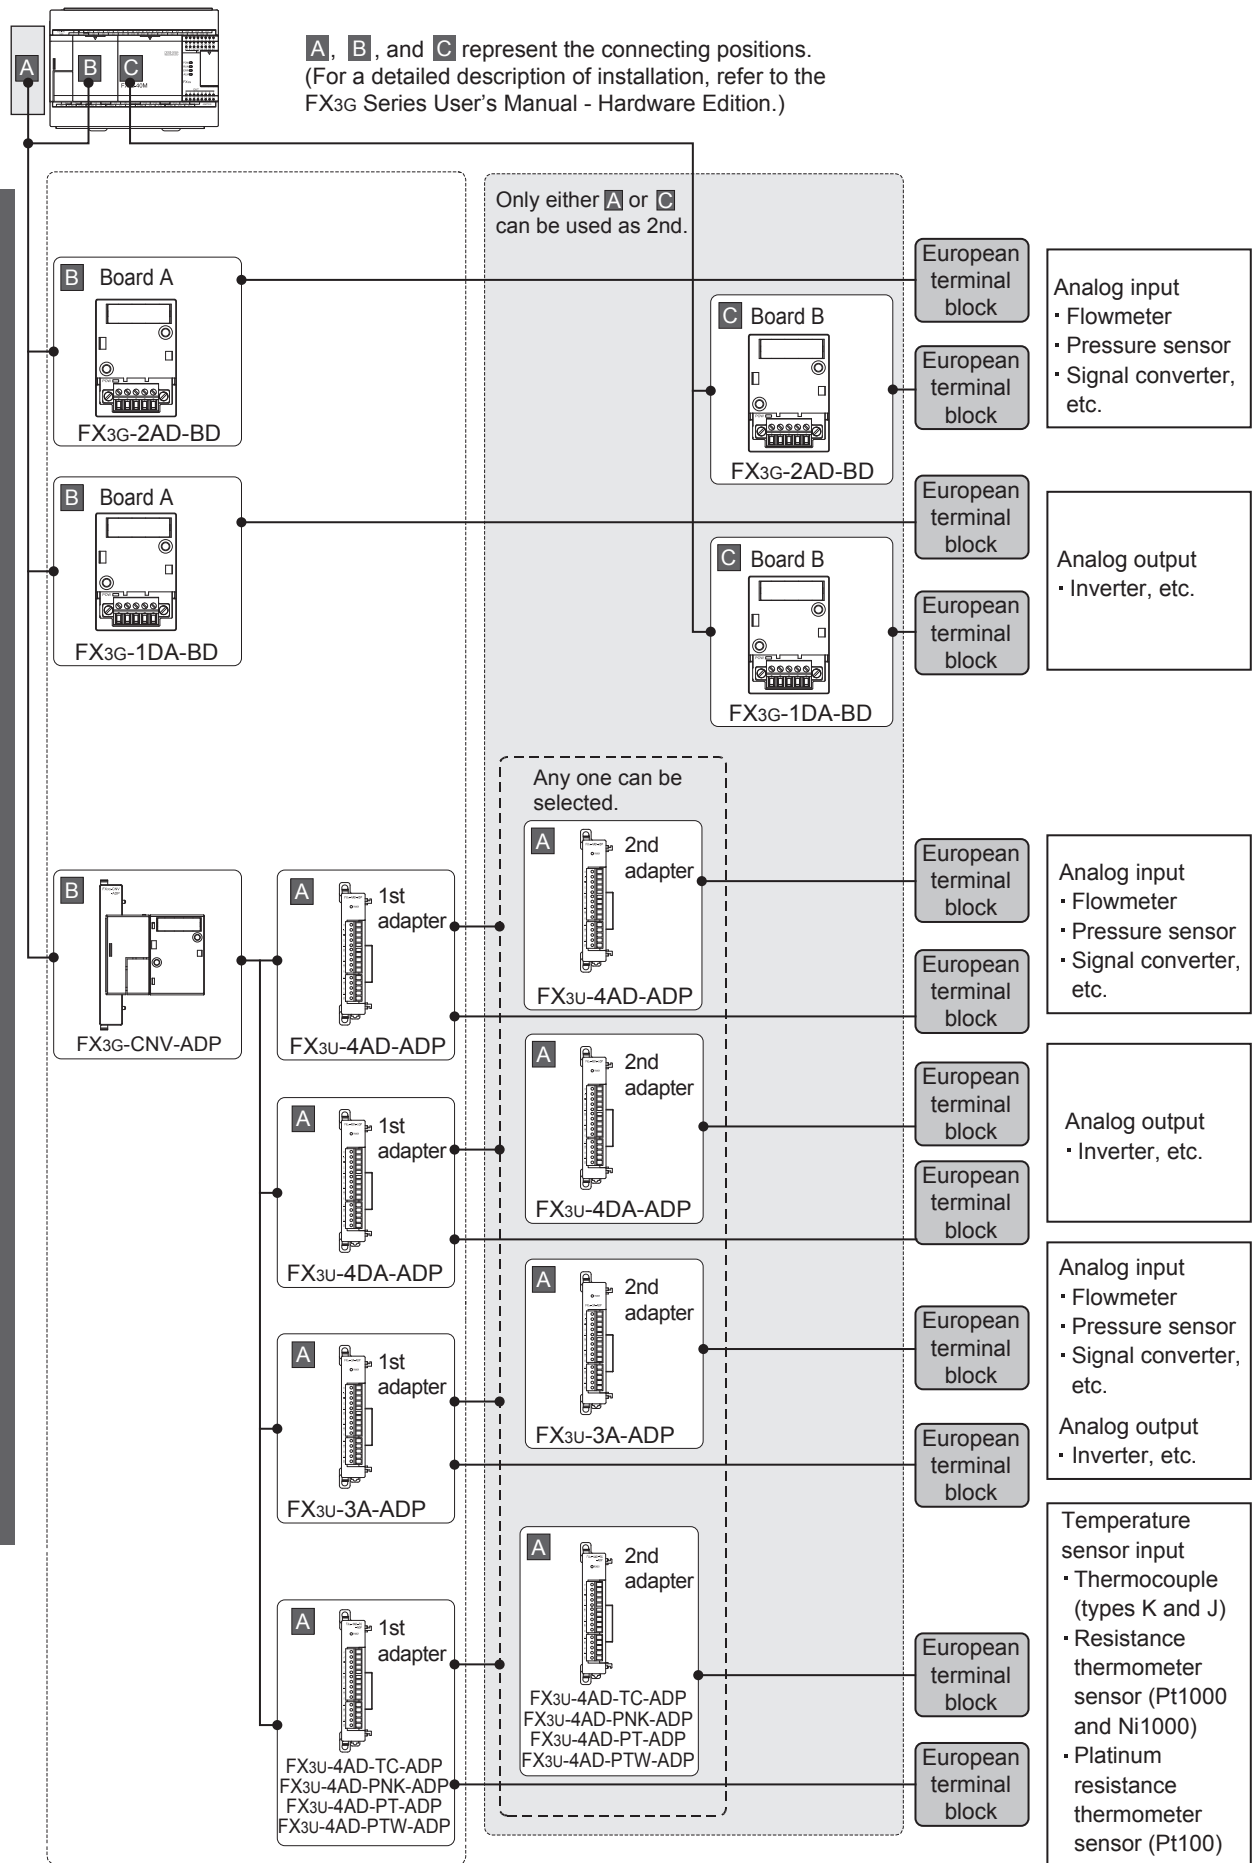 A B C
A, B, and C represent the connecting positions.
(For a detailed description of installation, refer to the
FX3G Series User's Manual - Hardware Edition.)
Only either A or C
can be used as 2nd.
B Board A
FX3G-2AD-BD
European
terminal
block
C Board B
FX3G-2AD-BD
European
terminal
block
Analog input
· Flowmeter
· Pressure sensor
· Signal converter,
etc.
B Board A
FX3G-1DA-BD
European
terminal
block
C Board B
FX3G-1DA-BD
European
terminal
block
Analog output
· Inverter, etc.
Any one can be
selected.
B
FX3G-CNV-ADP
A 1st
adapter
FX3U-4AD-ADP
A 2nd
adapter
FX3U-4AD-ADP
European
terminal
block
European
terminal
block
Analog input
· Flowmeter
· Pressure sensor
· Signal converter,
etc.
A 1st
adapter
FX3U-4DA-ADP
A 2nd
adapter
FX3U-4DA-ADP
European
terminal
block
European
terminal
block
Analog output
· Inverter, etc.
A 1st
adapter
FX3U-3A-ADP
A 2nd
adapter
FX3U-3A-ADP
European
terminal
block
European
terminal
block
Analog input
· Flowmeter
· Pressure sensor
· Signal converter,
etc.
Analog output
· Inverter, etc.
A 1st
adapter
FX3U-4AD-TC-ADP
FX3U-4AD-PNK-ADP
FX3U-4AD-PT-ADP
FX3U-4AD-PTW-ADP
A 2nd
adapter
FX3U-4AD-TC-ADP
FX3U-4AD-PNK-ADP
FX3U-4AD-PT-ADP
FX3U-4AD-PTW-ADP
European
terminal
block
European
terminal
block
Temperature
sensor input
· Thermocouple
(types K and J)
· Resistance
thermometer
sensor (Pt1000
and Ni1000)
· Platinum
resistance
thermometer
sensor (Pt100)